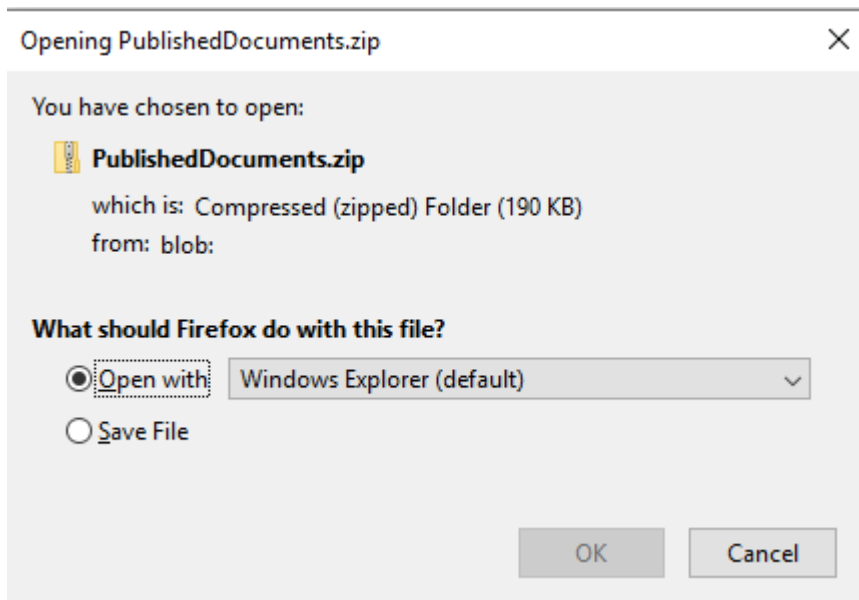 Opening PublishedDocuments.zip
You have chosen to open:
PublishedDocuments.zip
which is: Compressed (zipped) Folder (190 KB)
from: blob:
What should Firefox do with this file?
Open with Windows Explorer (default)
Save File
OK Cancel